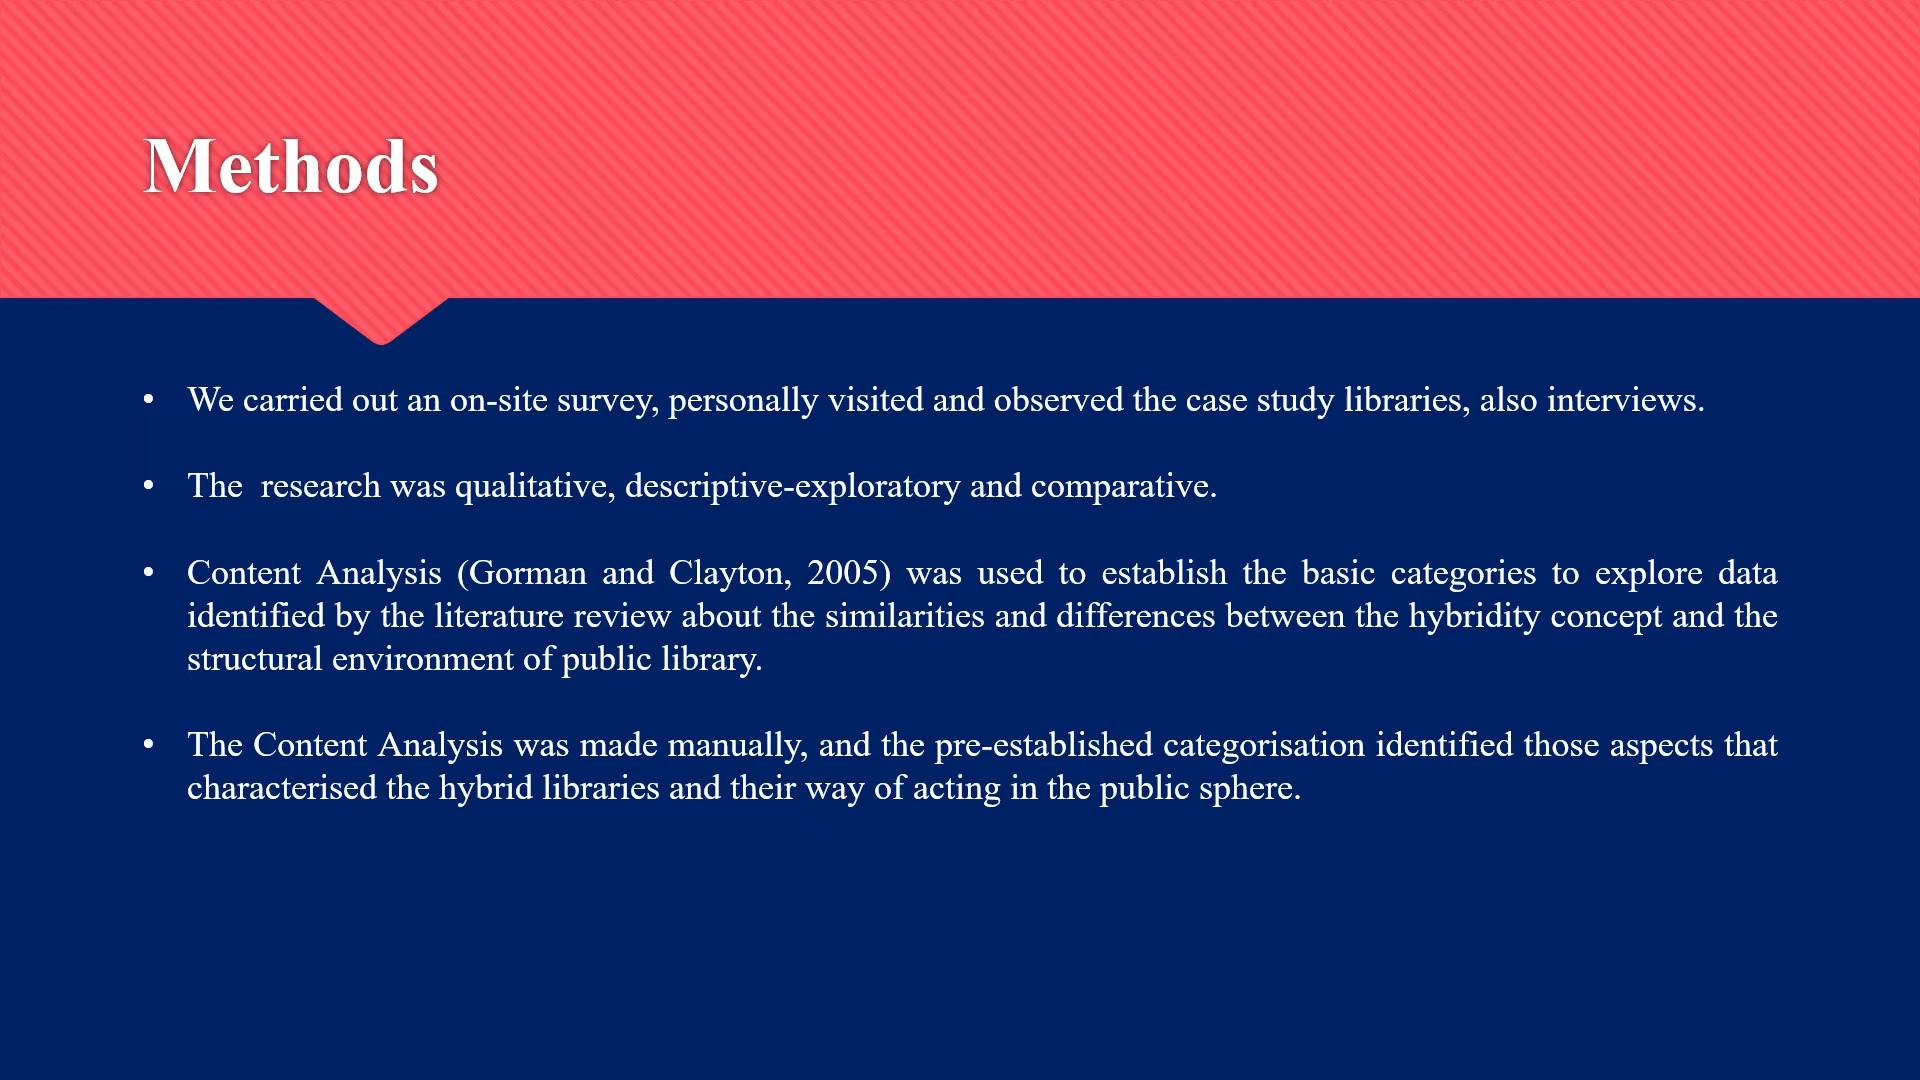 Methods
• We carried out an on-site survey, personally visited and observed the case study libraries, also interviews.
• The  research was qualitative, descriptive-exploratory and comparative.
• Content Analysis (Gorman and Clayton, 2005) was used to establish the basic categories to explore data
identified by the literature review about the similarities and differences between the hybridity concept and the
structural environment of public library.
• The Content Analysis was made manually, and the pre-established categorisation identified those aspects that
characterised the hybrid libraries and their way of acting in the public sphere.